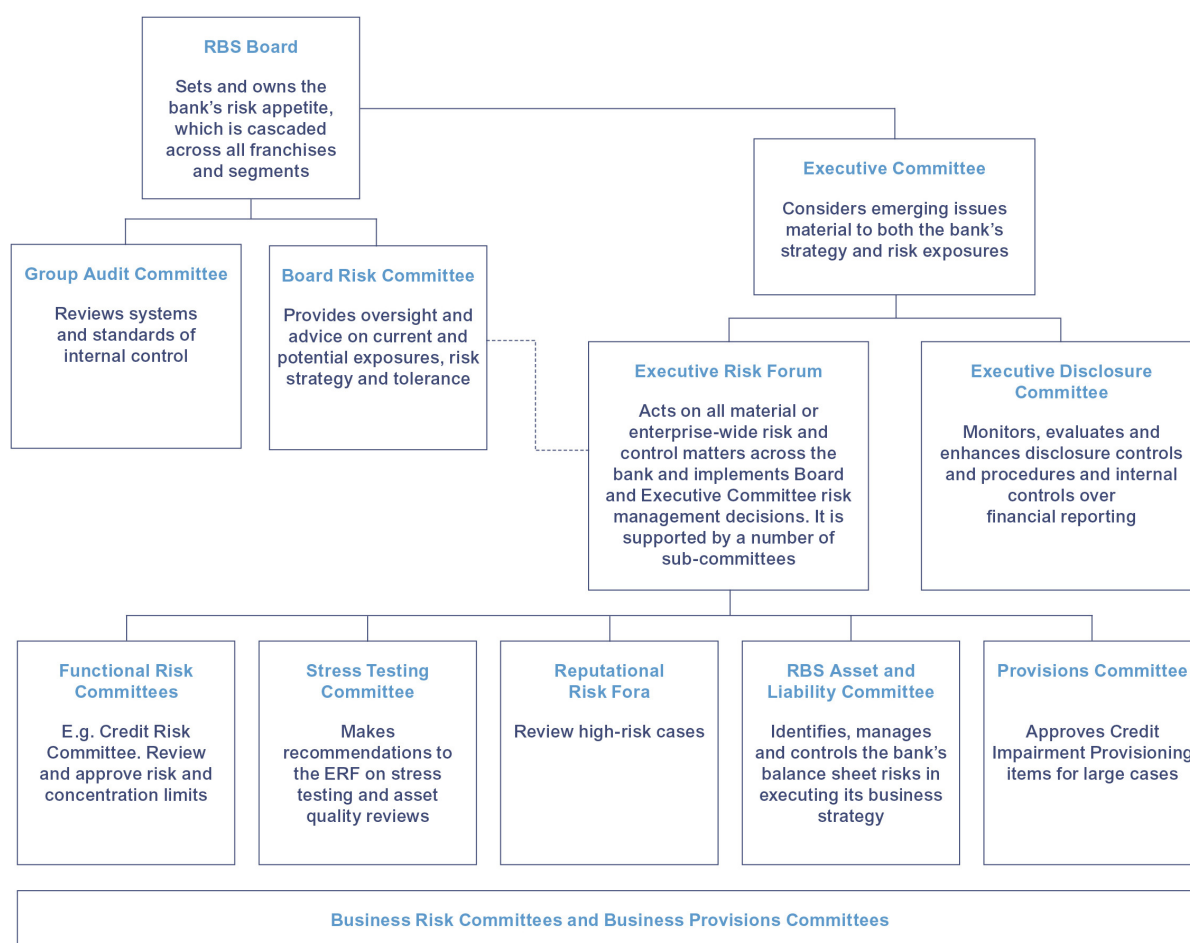 RBS Board
Sets and owns the
bank's risk appetite,
which is cascaded
across all franchises
and segments
Executive Committee
Considers emerging issues
material to both the bank's
strategy and risk exposures
Group Audit Committee
Reviews systems
and standards of
internal control
Board Risk Committee
Provides oversight and
advice on current and
potential exposures, risk
strategy and tolerance
Executive Risk Forum
Acts on all material or
enterprise-wide risk and
control matters across the
bank and implements Board
and Executive Committee risk
management decisions. It is
supported by a number of
sub-committees
Executive Disclosure
Committee
Monitors, evaluates and
enhances disclosure controls
and procedures and internal
controls over
financial reporting
Functional Risk
Committees
E.g. Credit Risk
Committee. Review
and approve risk and
concentration limits
Stress Testing
Committee
Makes
recommendations to
the ERF on stress
testing and asset
quality reviews
Reputational
Risk Fora
Review high-risk cases
RBS Asset and
Liability Committee
Identifies, manages
and controls the bank's
balance sheet risks in
executing its business
strategy
Provisions Committee
Approves Credit
Impairment Provisioning
items for large cases
Business Risk Committees and Business Provisions Committees